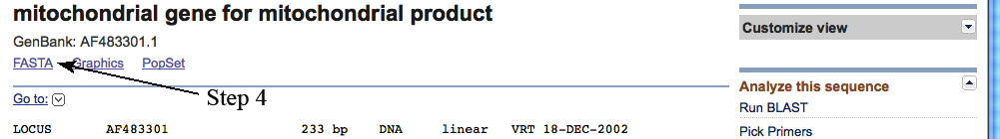 mitochondrial gene for mitochondrial product
GenBank: AF483301.1
FASTA Graphics PopSet
Step 4
Go to:
LOCUS AF483301 233 bp DNA linear VRT 18-DEC-2002
Customize view
Analyze this sequence
Run BLAST
Pick Primers